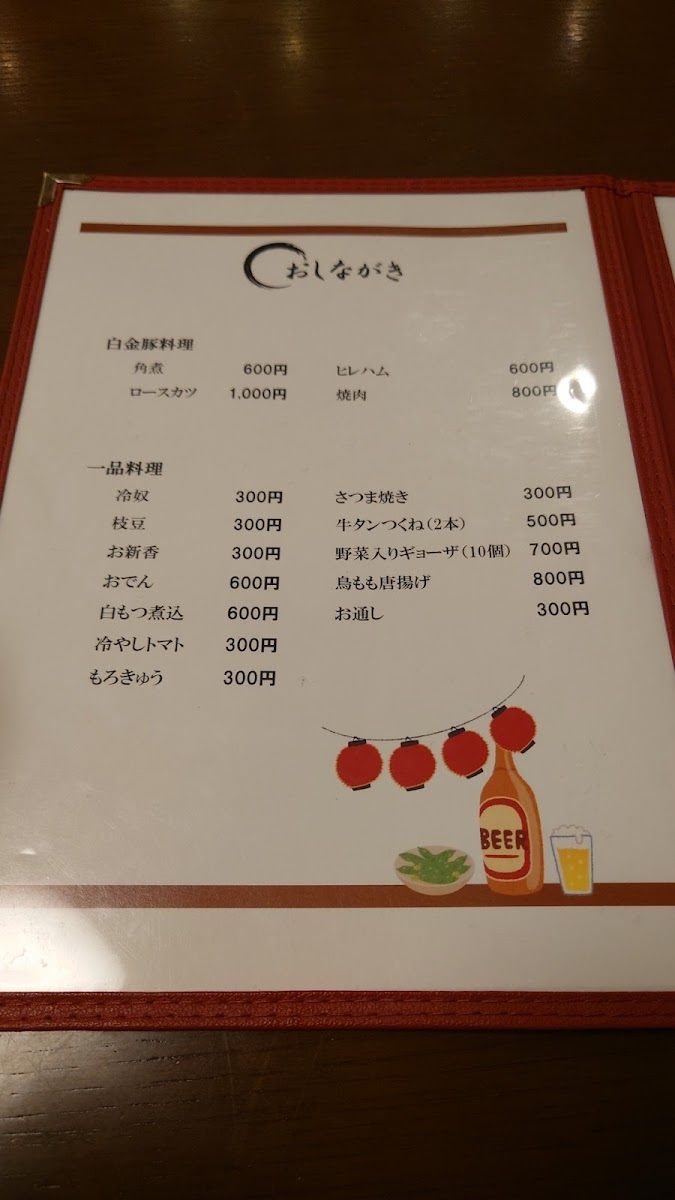 おしながき
白金豚料理
角煮 600円 ヒレハム 600円
ロースカツ 1,000円 焼肉 800円
一品料理
冷奴 300円 さつま焼き 300円
枝豆 300円 牛タンつくね(2本) 500円
お新香 300円 野菜入りギョーザ(10個) 700円
おでん 600円 鳥もも唐揚げ 800円
白もつ煮込 600円 お通し 300円
冷やしトマト 300円
もろきゅう 300円
BEER